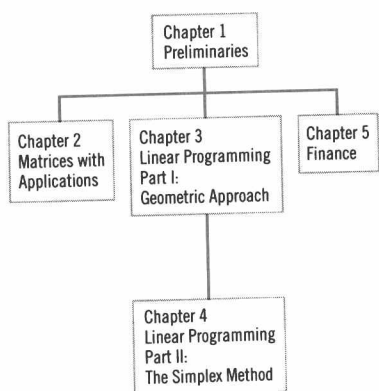 Chapter 1
Preliminaries
Chapter 2
Matrices with
Applications
Chapter 3
Linear Programming
Part I:
Geometric Approach
Chapter 5
Finance
Chapter 4
Linear Programming
Part II:
The Simplex Method